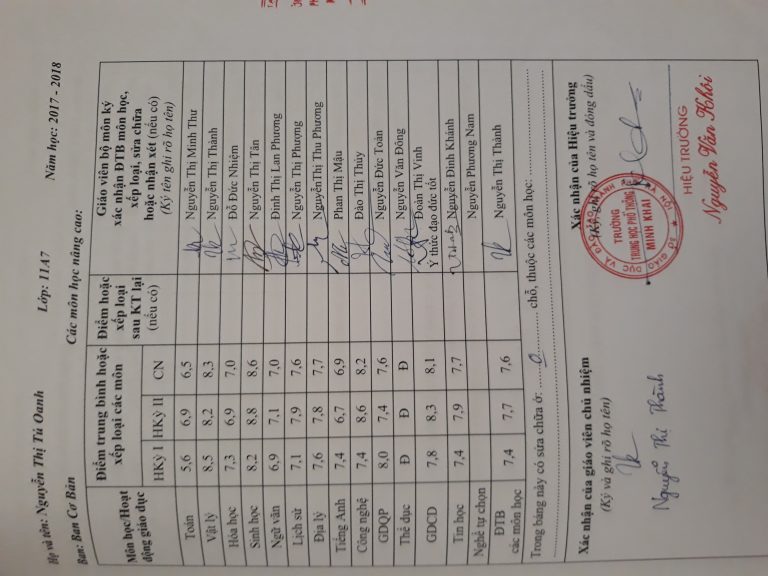 Họ và tên: Nguyễn Thị Tú Oanh Lớp: 11A7 Năm học: 2017 - 2018
Ban: Ban Cơ Bản Các môn học nâng cao:
Môn học/Hoạt động giáo dục
Điểm trung bình hoặc xếp loại các môn
HKỳ I HKỳ II CN
Điểm hoặc xếp loại sau KT lại (nếu có)
Giáo viên bộ môn ký xác nhận ĐTB môn học, xếp loại, sửa chữa hoặc nhận xét (nếu có)
(Ký tên ghi rõ họ tên)
Toán 5,6 6,9 6,5 Nguyễn Thị Minh Thư
Vật lý 8,5 8,2 8,3 Nguyễn Thị Thành
Hóa học 7,3 6,9 7,0 Đỗ Đức Nhiệm
Sinh học 8,2 8,8 8,6 Nguyễn Thị Tân
Ngữ văn 6,9 7,1 7,0 Đinh Thị Lan Phương
Lịch sử 7,1 7,9 7,6 Nguyễn Thị Phượng
Địa lý 7,6 7,8 7,7 NguyễnThị Thu Phương
Tiếng Anh 7,4 6,7 6,9 Phan Thị Mậu
Công nghệ 7,4 8,6 8,2 Đào Thị Thúy
GDQP 8,0 7,4 7,6 Nguyễn Đức Toàn
Thể dục Đ Đ Đ Nguyễn Văn Đông
GDCD 7,8 8,3 8,1 Đoàn Thị Vinh
Ý thức đạo đức tốt
Tin học 7,4 7,9 7,7 Nguyễn Đình Khánh
Nghề tự chọn Nguyễn Phương Nam
ĐTB các môn học 7,4 7,7 7,6 Nguyễn Thị Thành
Trong bảng này có sửa chữa ở: 0 chỗ, thuộc các môn học:
Xác nhận của giáo viên chủ nhiệm
(Ký và ghi rõ họ tên)
Nguyễn Thị Thành
Xác nhận của Hiệu trưởng
(Ký, ghi rõ họ tên và đóng dấu)
TRƯỜNG
TRUNG HỌC PHỔ THÔNG
MINH KHAI
HIỆU TRƯỞNG
Nguyễn Văn Khôi